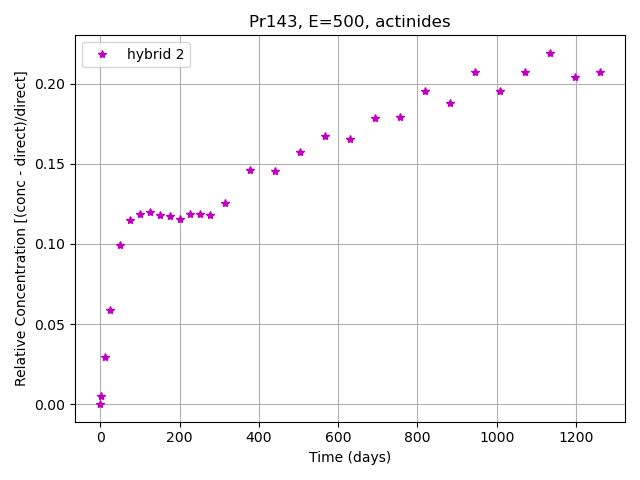 Pr143, E=500, actinides
hybrid 2
Relative Concentration [(conc - direct)/direct]
0.20
0.15
0.10
0.05
0.00
0 200 400 600 800 1000 1200
Time (days)